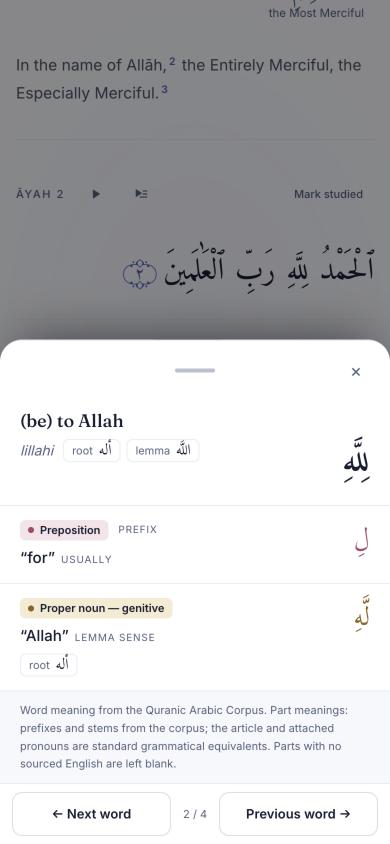 the Most Merciful
In the name of Allāh,2 the Entirely Merciful, the
Especially Merciful.3
ĀYAH 2
Mark studied
ٱلْحَمْدُ لِلَّهِ رَبِّ ٱلْعَٰلَمِينَ ٢
×
(be) to Allah
lillahi root أله lemma اللَّه
لِلَّهِ
Preposition PREFIX
لِ
“for” USUALLY
Proper noun — genitive
لَّهِ
“Allah” LEMMA SENSE
root أله
Word meaning from the Quranic Arabic Corpus. Part meanings:
prefixes and stems from the corpus; the article and attached
pronouns are standard grammatical equivalents. Parts with no
sourced English are left blank.
← Next word 2 / 4 Previous word →